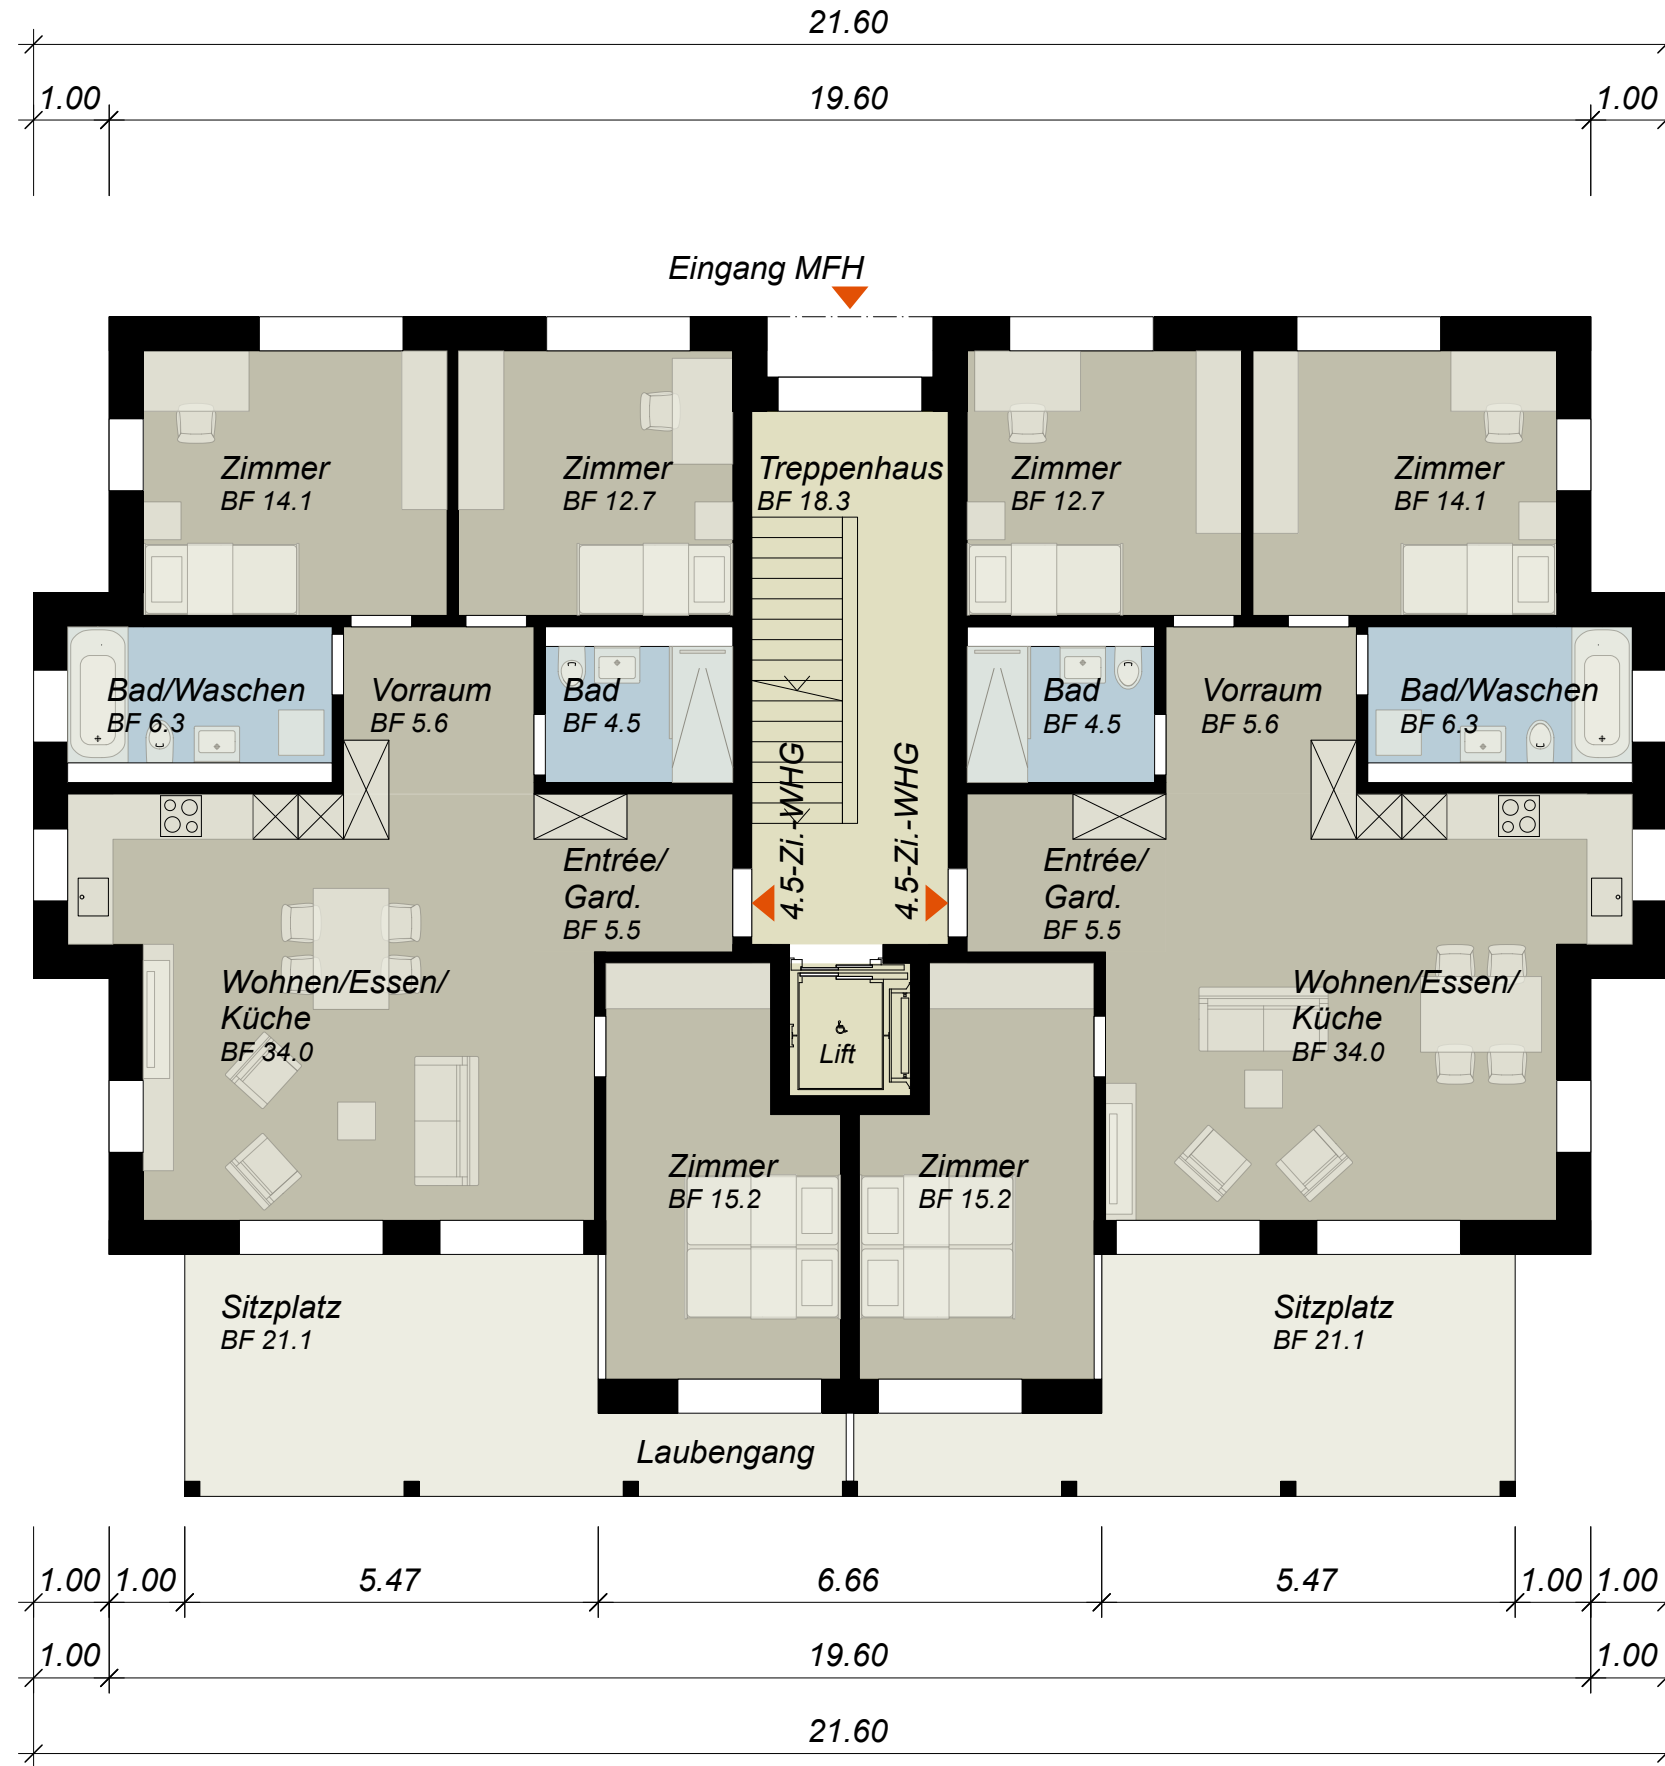 21.60
1.00
19.60
1.00
Eingang MFH
Zimmer
BF 14.1
Zimmer
BF 12.7
Treppenhaus
BF 18.3
Zimmer
BF 12.7
Zimmer
BF 14.1
Bad/Waschen
BF 6.3
Vorraum
BF 5.6
Bad
BF 4.5
Bad
BF 4.5
Vorraum
BF 5.6
Bad/Waschen
BF 6.3
4.5-Zi.-WHG
4.5-Zi.-WHG
Entrée/
Gard.
BF 5.5
Entrée/
Gard.
BF 5.5
Wohnen/Essen/
Küche
BF 34.0
Lift
Wohnen/Essen/
Küche
BF 34.0
Zimmer
BF 15.2
Zimmer
BF 15.2
Sitzplatz
BF 21.1
Sitzplatz
BF 21.1
Laubengang
1.00
1.00
5.47
6.66
5.47
1.00
1.00
1.00
19.60
1.00
21.60